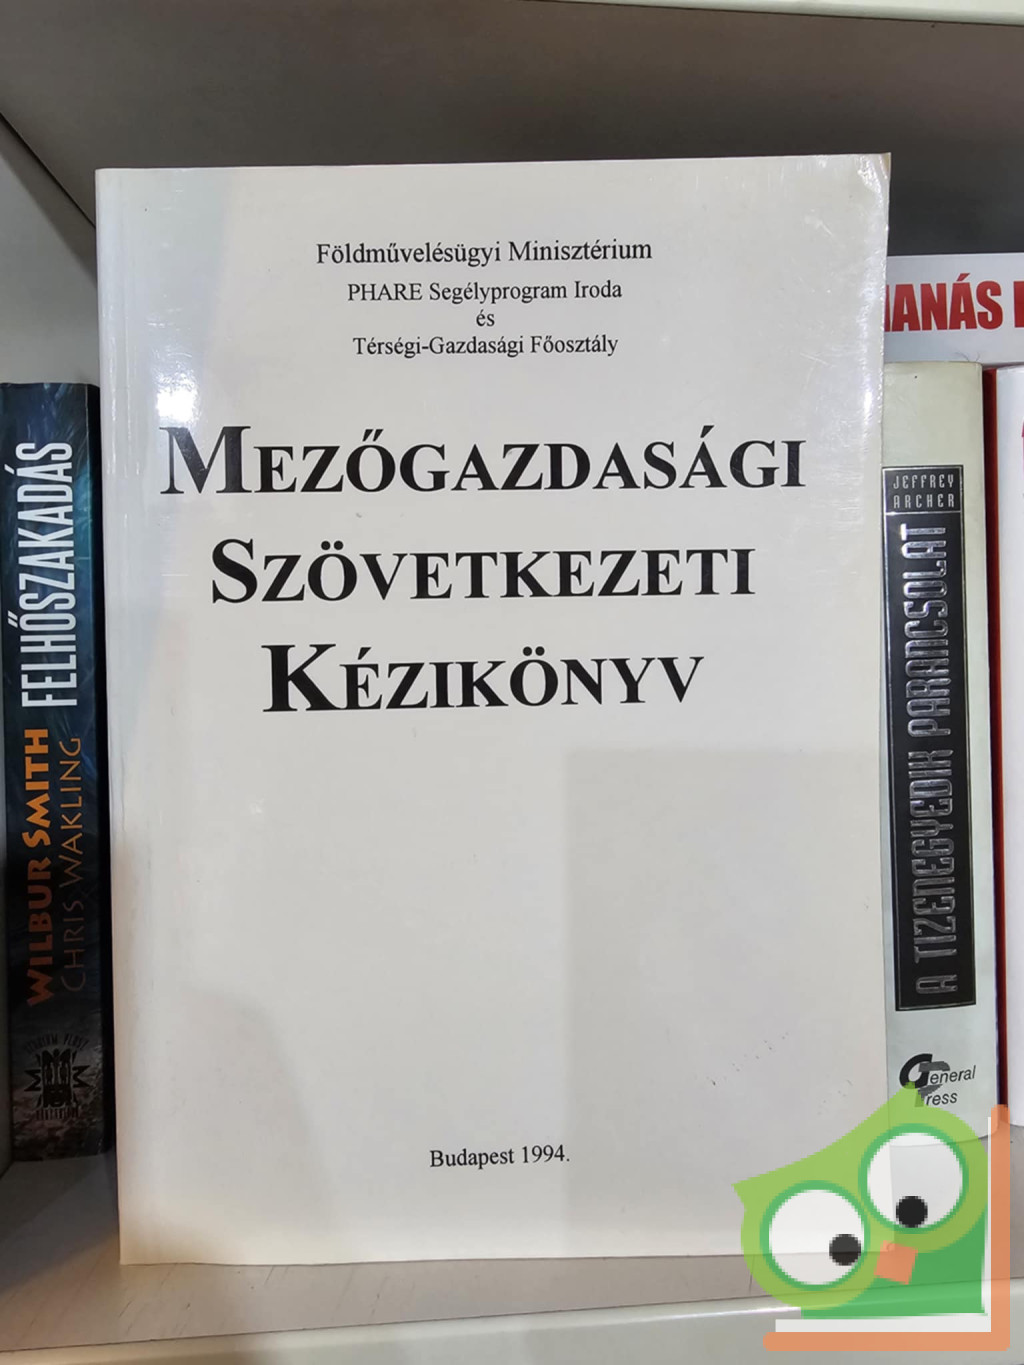 Földművelésügyi Minisztérium
PHARE Segélyprogram Iroda
és
Térségi-Gazdasági Főosztály
MEZŐGAZDASÁGI
SZÖVETKEZETI
KÉZIKÖNYV
Budapest 1994.
WILBUR SMITH
CHRIS WAKLING
FELHŐSZAKADÁS
JEFFREY
ARCHER
A TIZENEGYEDIK PARANCSOLAT
General
Press